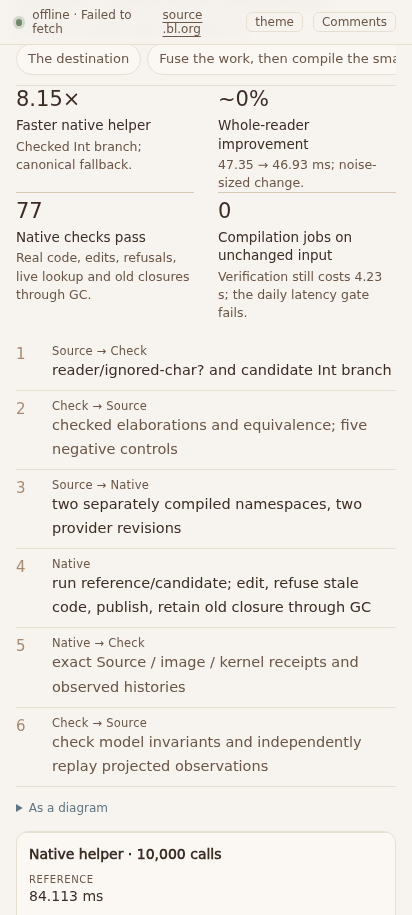 offline · Failed to fetch
source.bl.org
theme
Comments
The destination
Fuse the work, then compile the sma
8.15×
Faster native helper
Checked Int branch;
canonical fallback.
~0%
Whole-reader
improvement
47.35 → 46.93 ms; noise-
sized change.
77
Native checks pass
Real code, edits, refusals,
live lookup and old closures
through GC.
0
Compilation jobs on
unchanged input
Verification still costs 4.23
s; the daily latency gate
fails.
1
Source → Check
reader/ignored-char? and candidate Int branch
2
Check → Source
checked elaborations and equivalence; five
negative controls
3
Source → Native
two separately compiled namespaces, two
provider revisions
4
Native
run reference/candidate; edit, refuse stale
code, publish, retain old closure through GC
5
Native → Check
exact Source / image / kernel receipts and
observed histories
6
Check → Source
check model invariants and independently
replay projected observations
▶ As a diagram
Native helper · 10,000 calls
REFERENCE
84.113 ms